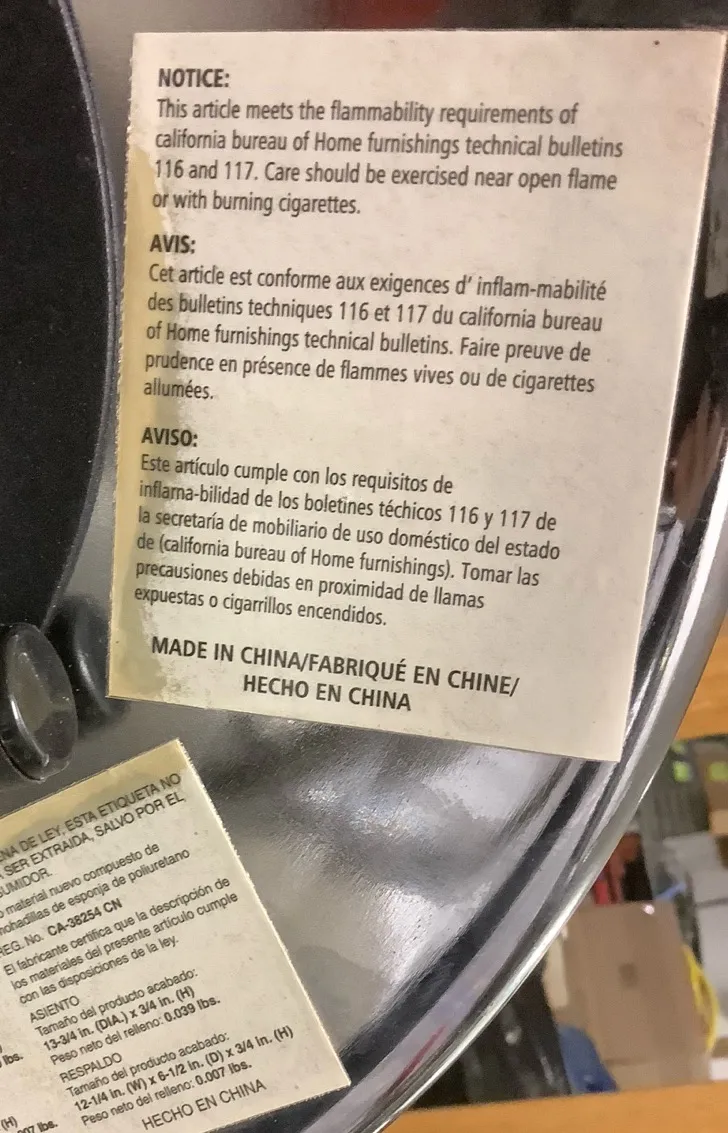 NOTICE:
This article meets the flammability requirements of
california bureau of Home furnishings technical bulletins
116 and 117. Care should be exercised near open flame
or with burning cigarettes.
AVIS:
Cet article est conforme aux exigences d' inflam-mabilité
des bulletins techniques 116 et 117 du california bureau
of Home furnishings technical bulletins. Faire preuve de
prudence en présence de flammes vives ou de cigarettes
allumées.
AVISO:
Este artículo cumple con los requisitos de
inflama-bilidad de los boletines téchicos 116 y 117 de
la secretaría de mobiliario de uso doméstico del estado
de (california bureau of Home furnishings). Tomar las
precausiones debidas en proximidad de llamas
expuestas o cigarrillos encendidos.
MADE IN CHINA/FABRIQUÉ EN CHINE/
HECHO EN CHINA
DE LEY, ESTA ETIQUETA NO
SER EXTRAIDA, SALVO POR EL
material nuevo compuesto de
de esponja de poliuretano
REG. No. CA-38254 CN
El fabricante certifica que la descripción de
los materiales del presente artículo cumple
con las disposiciones de la ley.
ASIENTO
Tamaño del producto acabado:
13-3/4 in. (DIA.) x 3/4 in. (H)
lbs. Peso neto del relleno: 0.039 lbs.
RESPALDO
Tamaño del producto acabado:
12-1/4 in. (W) x 6-1/2 in. (D) x 3/4 in. (H)
(H) Peso neto del relleno: 0.007 lbs.
lbs. HECHO EN CHINA